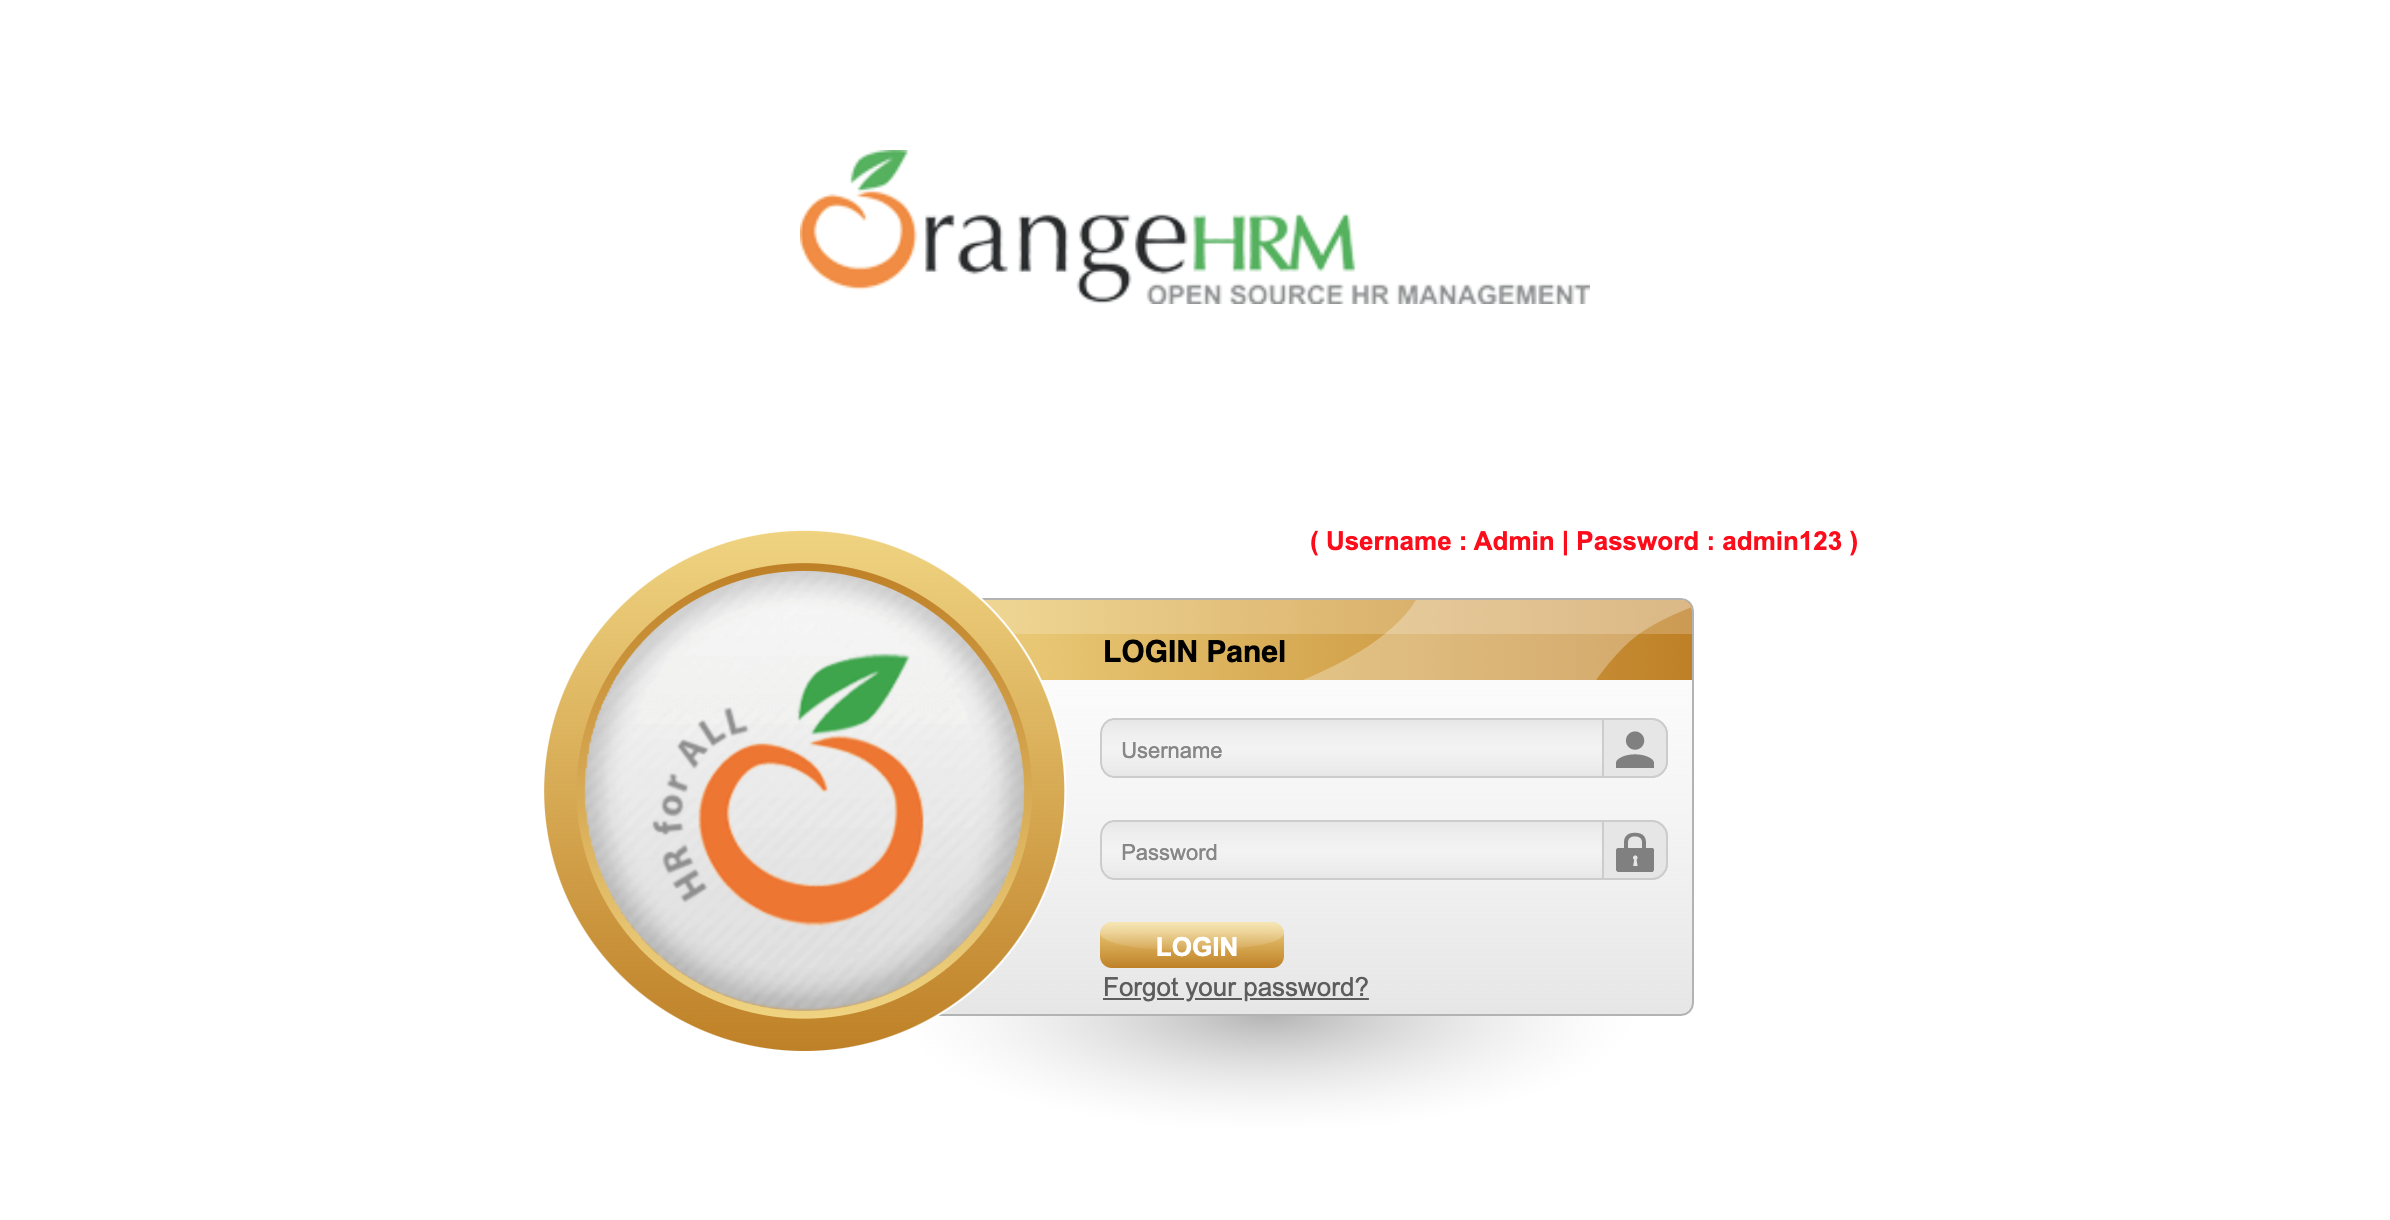 OrangeHRM
OPEN SOURCE HR MANAGEMENT
( Username : Admin | Password : admin123 )
HR for ALL
LOGIN Panel
Username
Password
LOGIN
Forgot your password?